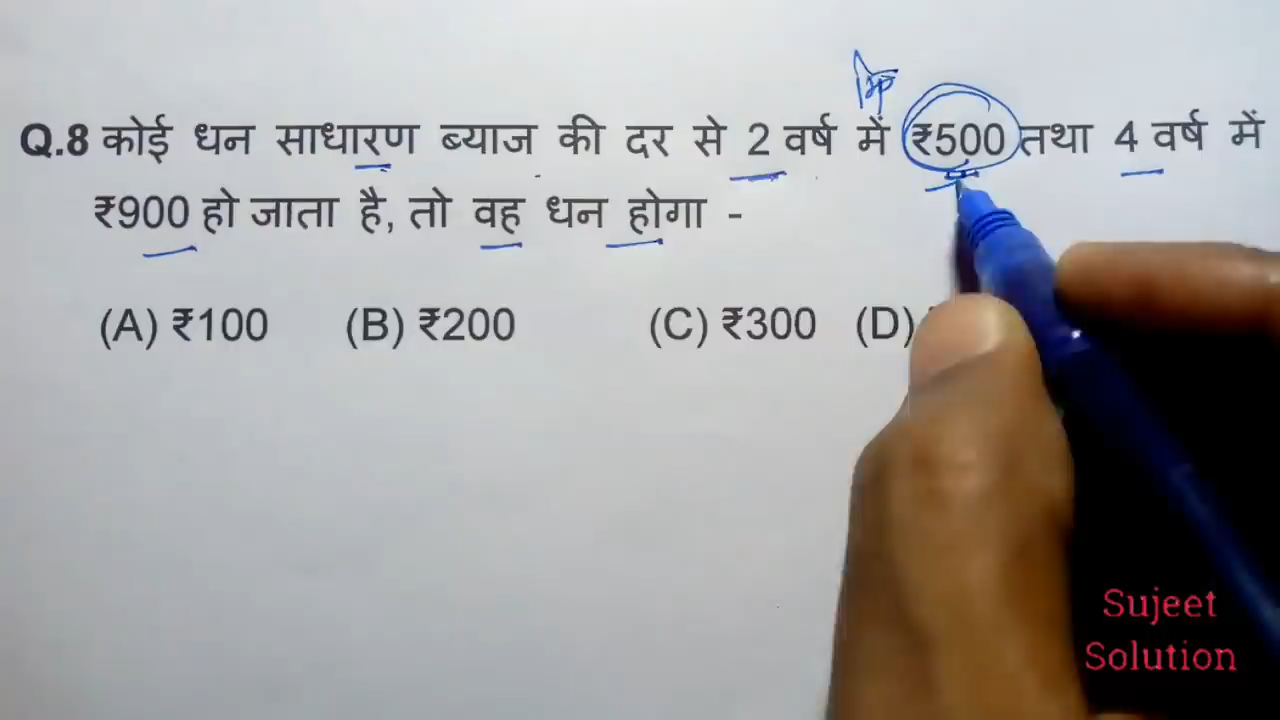 Q.8 कोई धन साधारण ब्याज की दर से 2 वर्ष में ₹500 तथा 4 वर्ष में
₹900 हो जाता है, तो वह धन होगा -
(A) ₹100 (B) ₹200 (C) ₹300 (D)
Sujeet
Solution